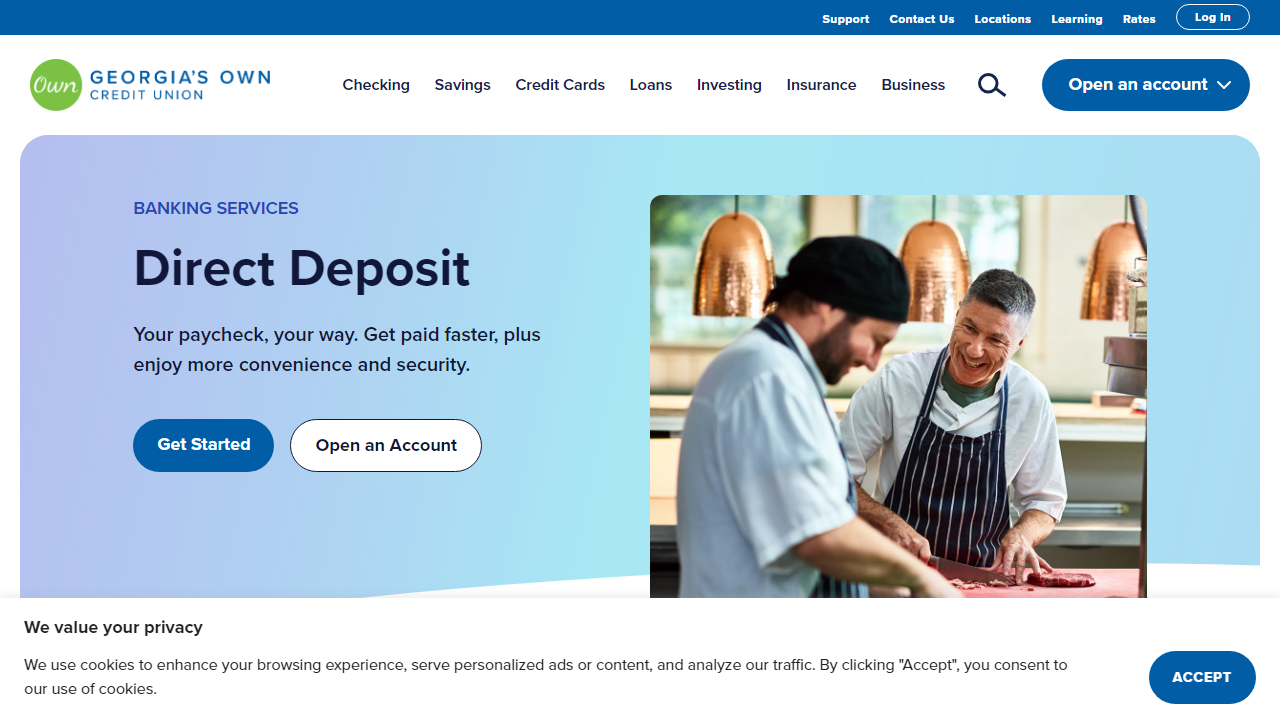 Support Contact Us Locations Learning Rates Log In
Own GEORGIA'S OWN
CREDIT UNION
Checking Savings Credit Cards Loans Investing Insurance Business Open an account
BANKING SERVICES
Direct Deposit
Your paycheck, your way. Get paid faster, plus
enjoy more convenience and security.
Get Started Open an Account
We value your privacy
We use cookies to enhance your browsing experience, serve personalized ads or content, and analyze our traffic. By clicking "Accept", you consent to
our use of cookies.
ACCEPT